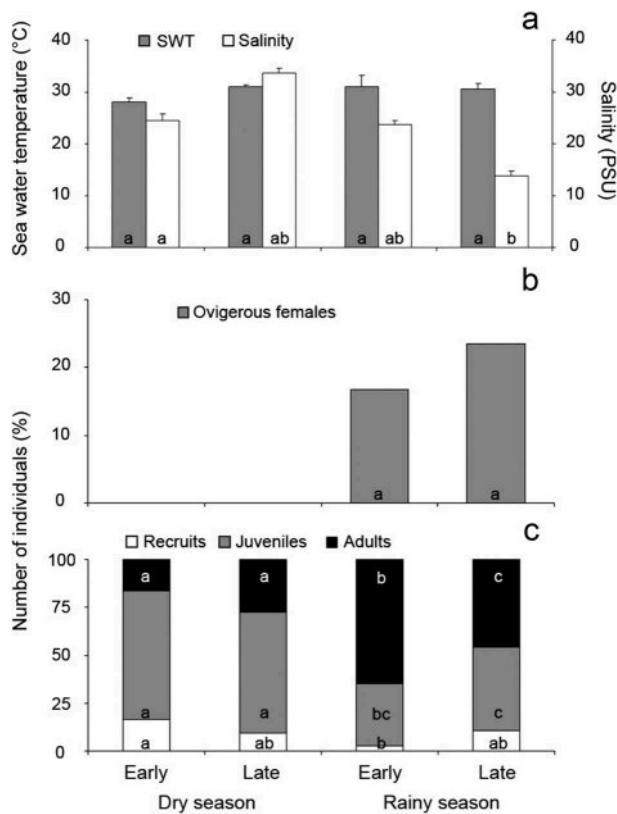 a
SWT Salinity
Sea water temperature (°C)
Salinity (PSU)
40 40
30 30
20 20
10 10
0 0
a a a ab a ab a b
b
Ovigerous females
30
20
10
0
a a
Number of individuals (%)
c
Recruits Juveniles Adults
100
75
50
25
0
a a b c
a a bc c
a ab b ab
Early Late Early Late
Dry season Rainy season